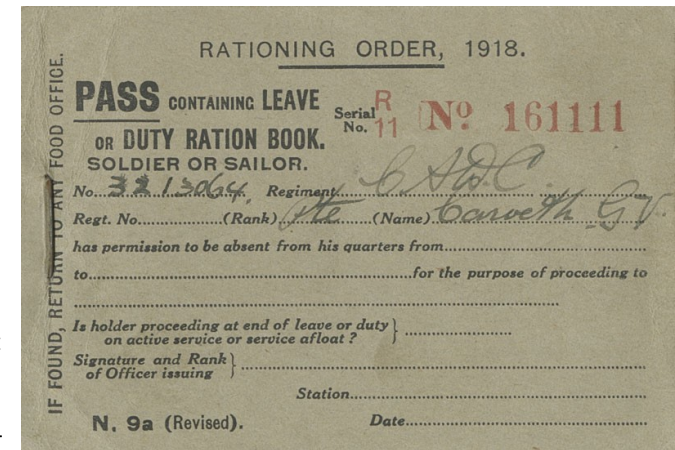 RATIONING ORDER, 1918.
PASS CONTAINING LEAVE
OR DUTY RATION BOOK.
Serial No. R 11 No 161111
SOLDIER OR SAILOR.
No. 3213064. Regiment C.A.D.C.
Regt. No. (Rank) Pte (Name) Carveth G.V.
has permission to be absent from his quarters from
to for the purpose of proceeding to
Is holder proceeding at end of leave or duty
on active service or service afloat?
Signature and Rank
of Officer issuing
Station
N. 9a (Revised). Date
IF FOUND, RETURN TO ANY FOOD OFFICE.